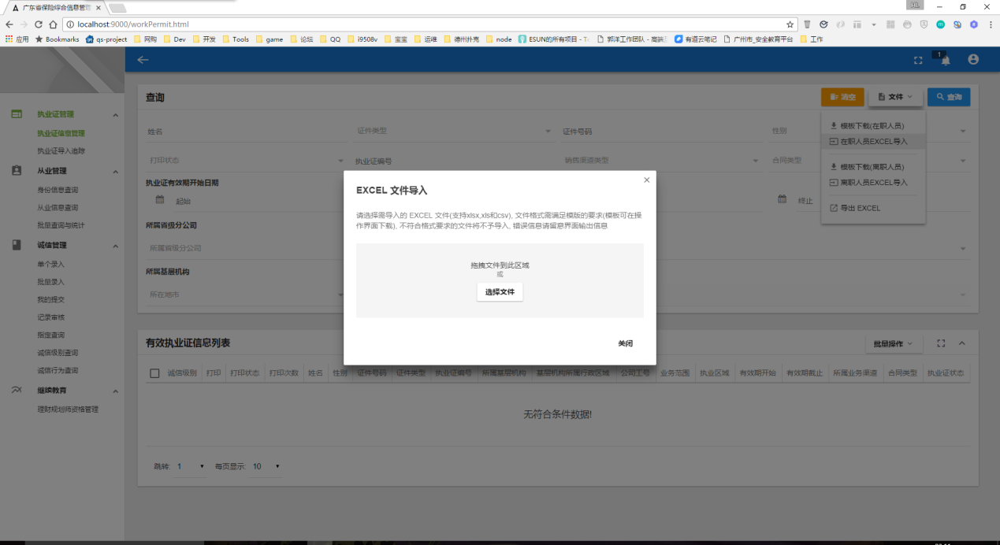 广东省保险综合信息管理
HL
localhost:9000/workPermit.html
应用 Bookmarks qs-project 网购 Dev 开发 Tools game 论坛 QQ i9508v 宝宝 运维 德州扑克 node ESUN的所有项目 - T 郭洋工作团队 - 高端 有道云笔记 广州市_安全教育平台 工作
1
执业证管理
执业证信息管理
执业证导入追踪
从业管理
身份信息查询
从业信息查询
批量查询与统计
诚信管理
单个录入
批量录入
我的提交
记录审核
指定查询
诚信级别查询
诚信行为查询
继续教育
理财规划师资格管理
查询
清空 文件 查询
姓名 证件类型 证件号码 性别
打印状态 执业证编号 销售渠道类型 合同类型
执业证有效期开始日期
起始 终止
所属省级分公司
所属省级分公司
所属基层机构
所在地市
模板下载(在职人员)
在职人员EXCEL导入
模板下载(离职人员)
离职人员EXCEL导入
导出 EXCEL
EXCEL 文件导入
请选择需导入的 EXCEL 文件(支持xlsx,xls和csv), 文件格式需满足模版的要求(模板可在操
作界面下载), 不符合格式要求的文件将不予导入, 错误信息请留意界面输出信息
拖拽文件到此区域
或
选择文件
关闭
有效执业证信息列表
批量操作
诚信级别 打印 打印状态 打印次数 姓名 性别 证件号码 证件类型 执业证编号 所属基层机构 基层机构所属行政区域 公司工号 业务范围 执业区域 有效期开始 有效期截止 所属业务渠道 合同类型 执业证状态
无符合条件数据!
跳转: 1 每页显示: 10